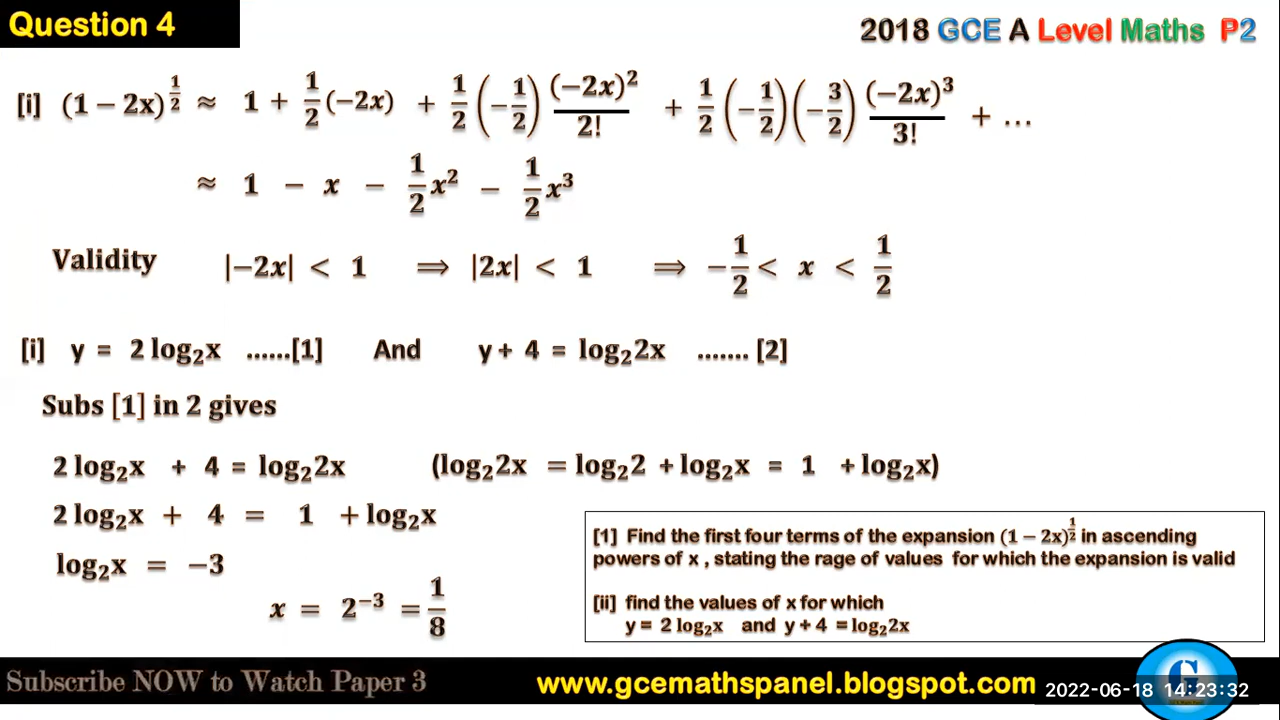 Question 4
2018 GCE A Level Maths P2
[i] (1 − 2x)^{1/2} ≈ 1 + 1/2(−2x) + 1/2(−1/2) (−2x)²/2! + 1/2(−1/2)(−3/2) (−2x)³/3! + …
≈ 1 − x − 1/2x² − 1/2x³
Validity |−2x| < 1 ⟹ |2x| < 1 ⟹ −1/2 < x < 1/2
[i] y = 2 log₂x ......[1] And y + 4 = log₂2x ....... [2]
Subs [1] in 2 gives
2 log₂x + 4 = log₂2x (log₂2x = log₂2 + log₂x = 1 + log₂x)
2 log₂x + 4 = 1 + log₂x
log₂x = −3
x = 2⁻³ = 1/8
[1] Find the first four terms of the expansion (1 − 2x)^{1/2} in ascending
powers of x , stating the rage of values for which the expansion is valid
[ii] find the values of x for which
y = 2 log₂x and y + 4 = log₂2x
Subscribe NOW to Watch Paper 3
www.gcemathspanel.blogspot.com
G
2022-06-18 14:23:32